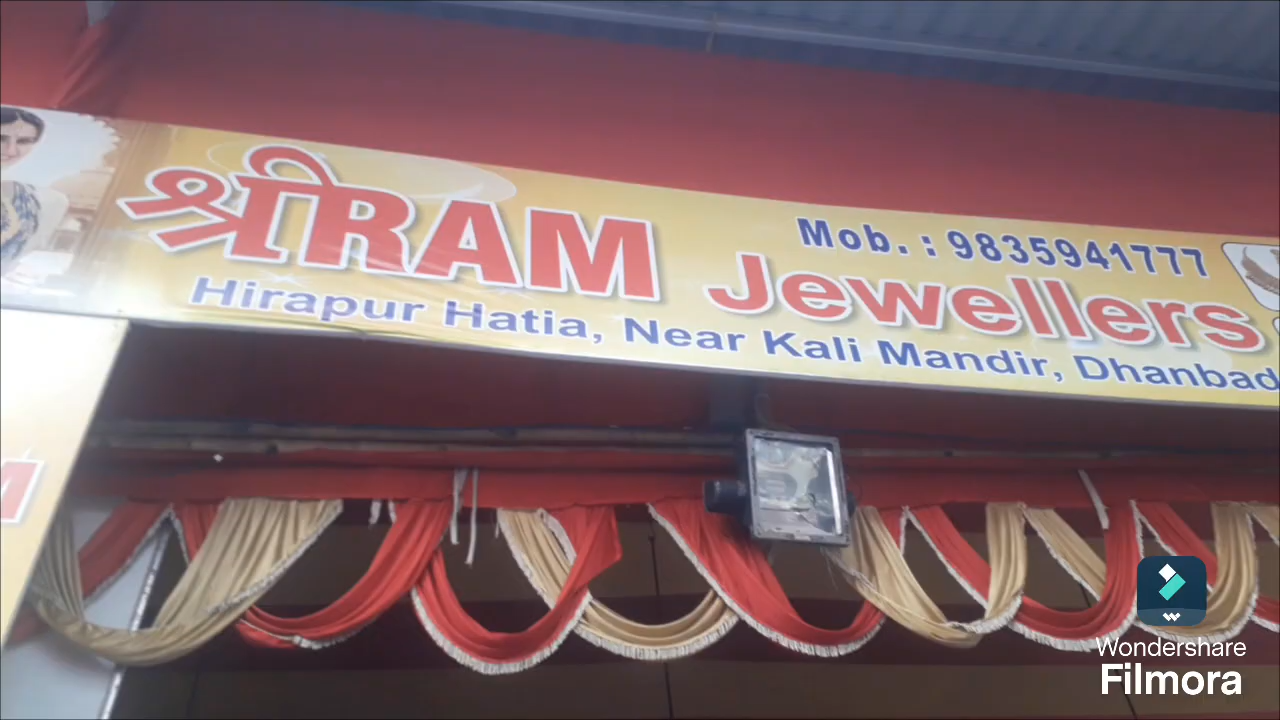 श्रीRAM Jewellers
Mob. : 9835941777
Hirapur Hatia, Near Kali Mandir, Dhanbad
M
Wondershare
Filmora